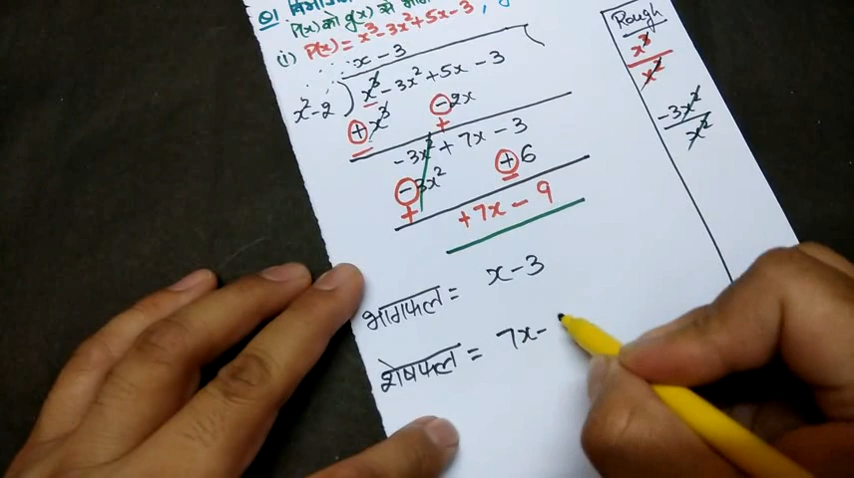 Q1
P(x) को g(x) से
(i) P(x) = x³-3x²+5x-3,
x-3
x²-2 ) x³-3x²+5x-3
+x³ -2x
- +
-3x²+7x-3
-3x² +6
+ -
+7x-9
भागफल = x-3
शेषफल = 7x-
Rough
x³
x²
-3x²
x²